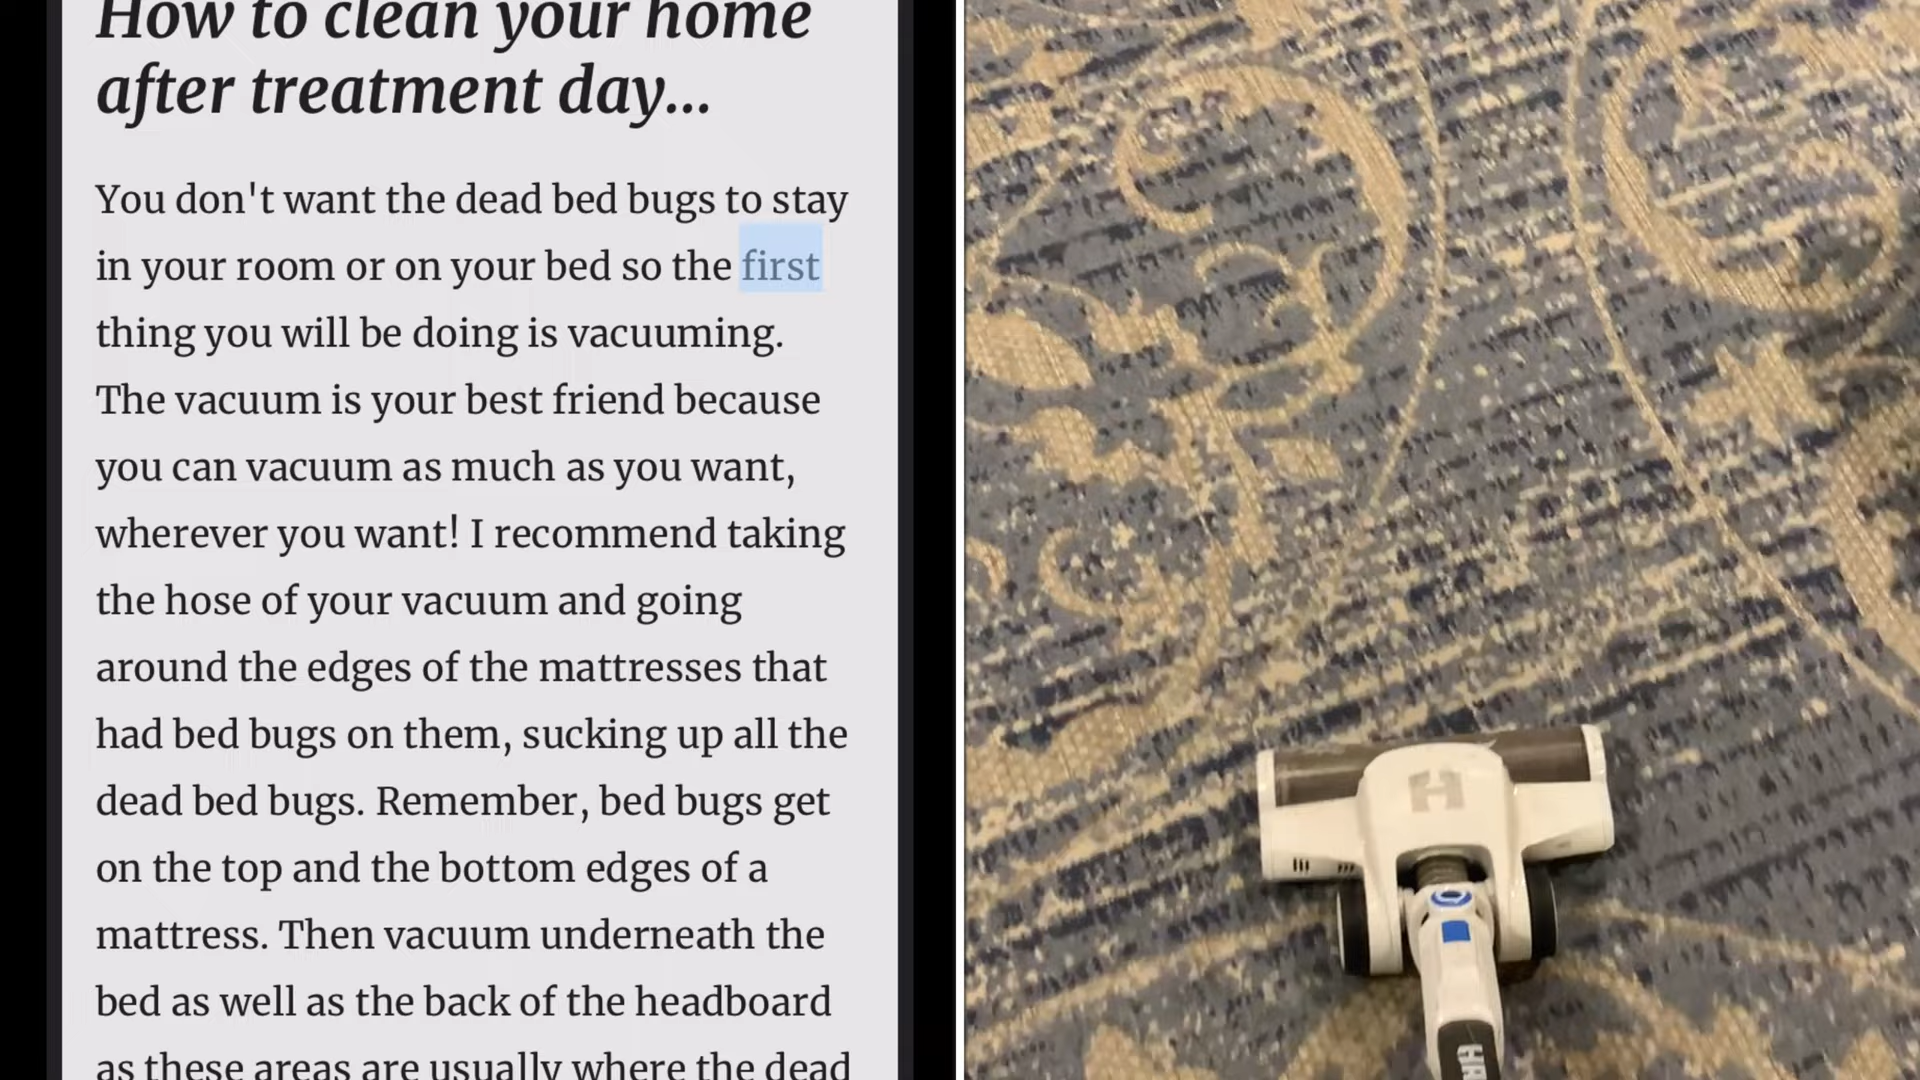 How to clean your home
after treatment day...
You don't want the dead bed bugs to stay
in your room or on your bed so the first
thing you will be doing is vacuuming.
The vacuum is your best friend because
you can vacuum as much as you want,
wherever you want! I recommend taking
the hose of your vacuum and going
around the edges of the mattresses that
had bed bugs on them, sucking up all the
dead bed bugs. Remember, bed bugs get
on the top and the bottom edges of a
mattress. Then vacuum underneath the
bed as well as the back of the headboard
as these areas are usually where the dead
H